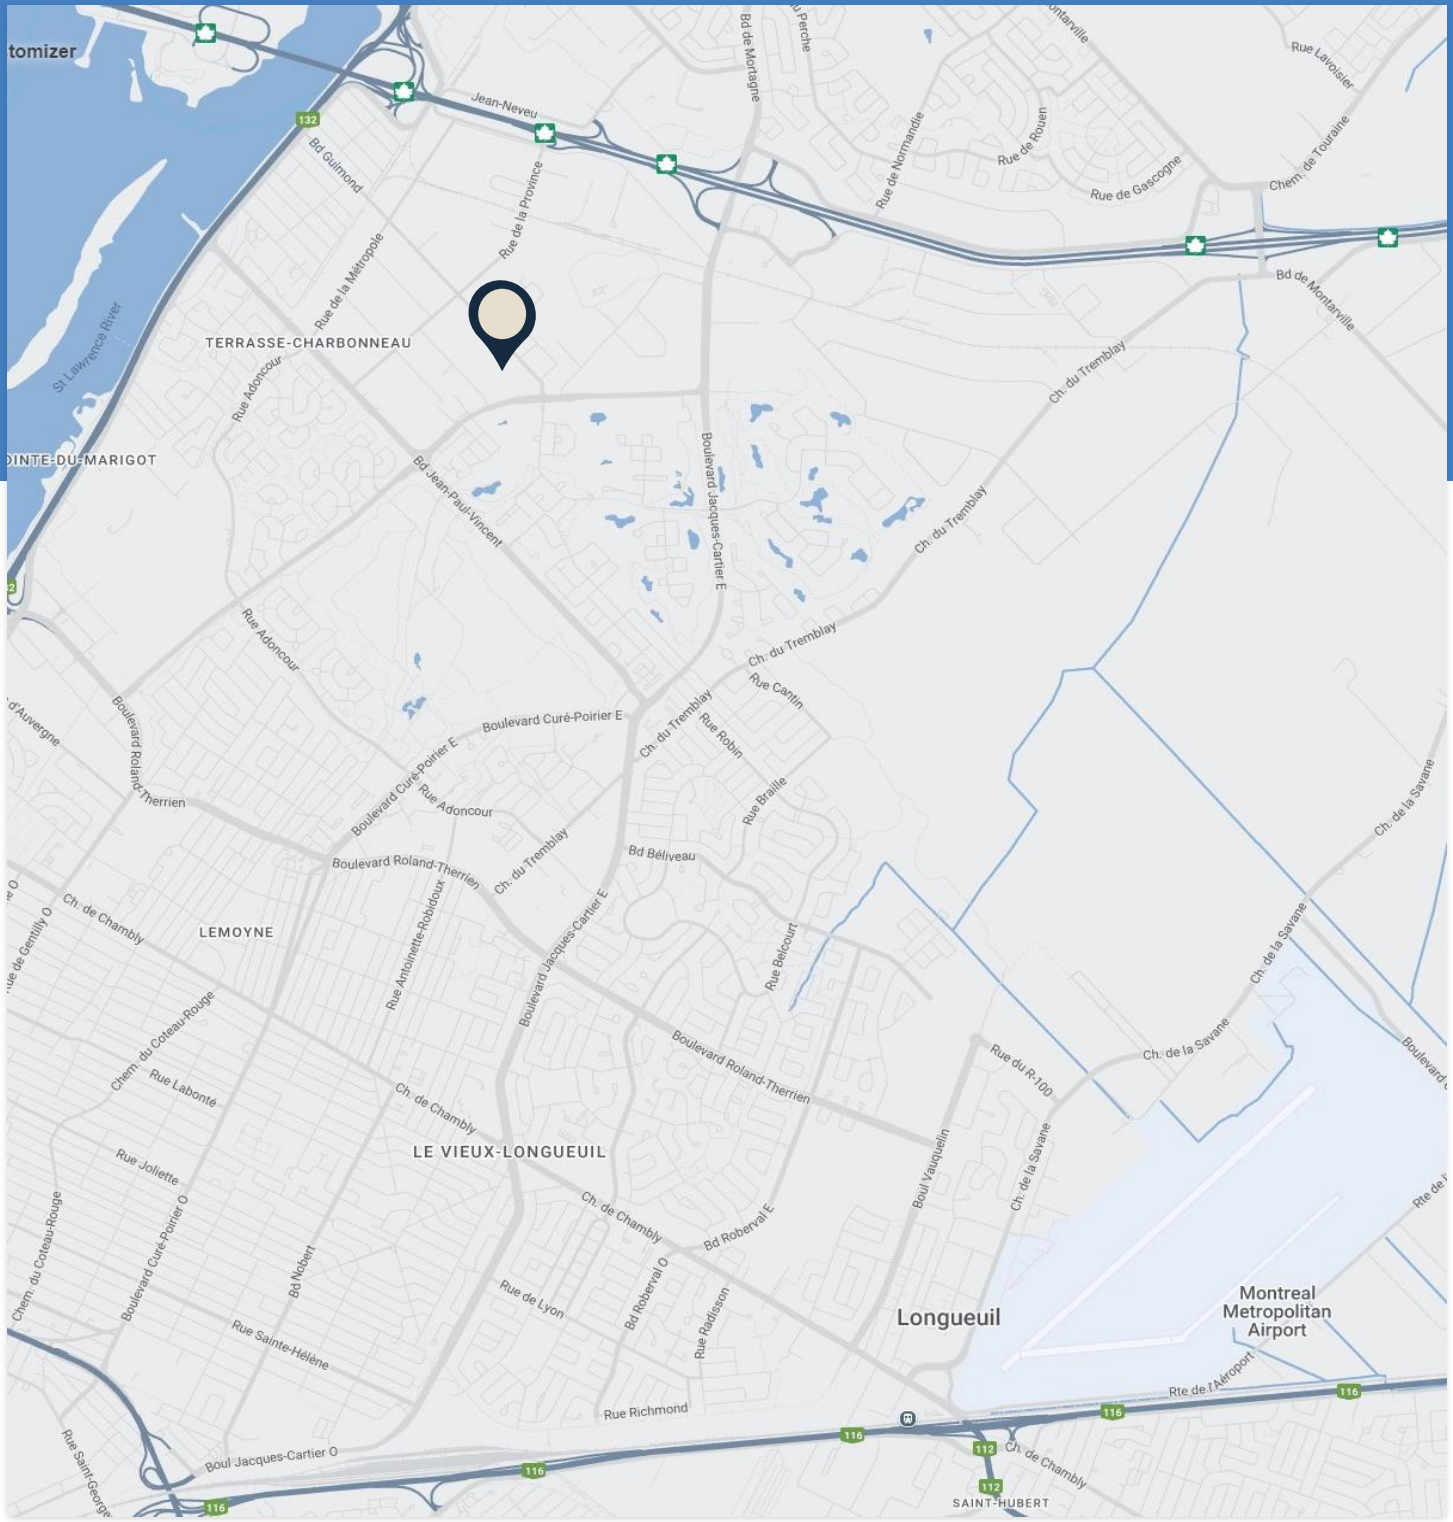 tomizer
132
Jean-Neveu
Bd de Mortagne
du Perche
Rue Lavoisier
Bd Guimond
Rue de la Province
Rue de Normandie
Rue de Rouen
Rue de Gascogne
Chem. de Touraine
Rue de la Métropole
Bd de Montarville
St Lawrence River
TERRASSE-CHARBONNEAU
Rue Adoncour
Ch. du Tremblay
OINTE-DU-MARIGOT
Bd Jean-Paul-Vincent
Boulevard Jacques-Cartier E
Ch. du Tremblay
Rue Adoncour
Ch. du Tremblay
Rue Cantin
d'Auvergne
Boulevard Roland-Therrien
Boulevard Curé-Poirier E
Ch. du Tremblay
Rue Robin
Boulevard Curé-Poirier E
Rue Adoncour
Rue Braille
Ch. de la Savane
Boulevard Roland-Therrien
Ch. du Tremblay
Bd Béliveau
Ch. de Chambly
LEMOYNE
Rue Antoinette-Robidoux
Boulevard Jacques-Cartier E
Rue Belcourt
Ch. de la Savane
de Gentilly O
Chem. du Coteau-Rouge
Rue Labonté
Boulevard Roland-Therrien
Rue du R-100
Ch. de la Savane
Boulevard
Ch. de Chambly
LE VIEUX-LONGUEUIL
Rue Joliette
Boul Vauquelin
Ch. de la Savane
Chem. du Coteau-Rouge
Boulevard Curé-Poirier O
Bd Nobert
Ch. de Chambly
Bd Roberval E
Rte de
Rue de Lyon
Bd Roberval O
Rue Radisson
Longueuil
Montreal
Metropolitan
Airport
Rue Sainte-Hélène
Rte de l'Aéroport
Rue Richmond
116
116
116
112
Ch. de Chambly
Rue Saint-George
Boul Jacques-Cartier O
116
112
116
SAINT-HUBERT